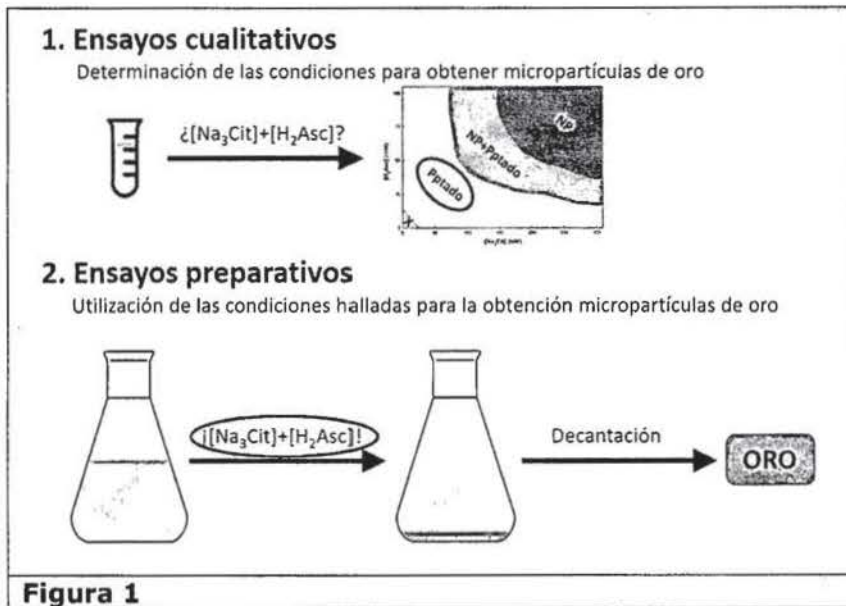 1. Ensayos cualitativos
Determinación de las condiciones para obtener micropartículas de oro
¿[Na₃Cit]+[H₂Asc]?
NP
NP+Pptado
Pptado
X
2. Ensayos preparativos
Utilización de las condiciones halladas para la obtención micropartículas de oro
¡[Na₃Cit]+[H₂Asc]!
Decantación
ORO
Figura 1